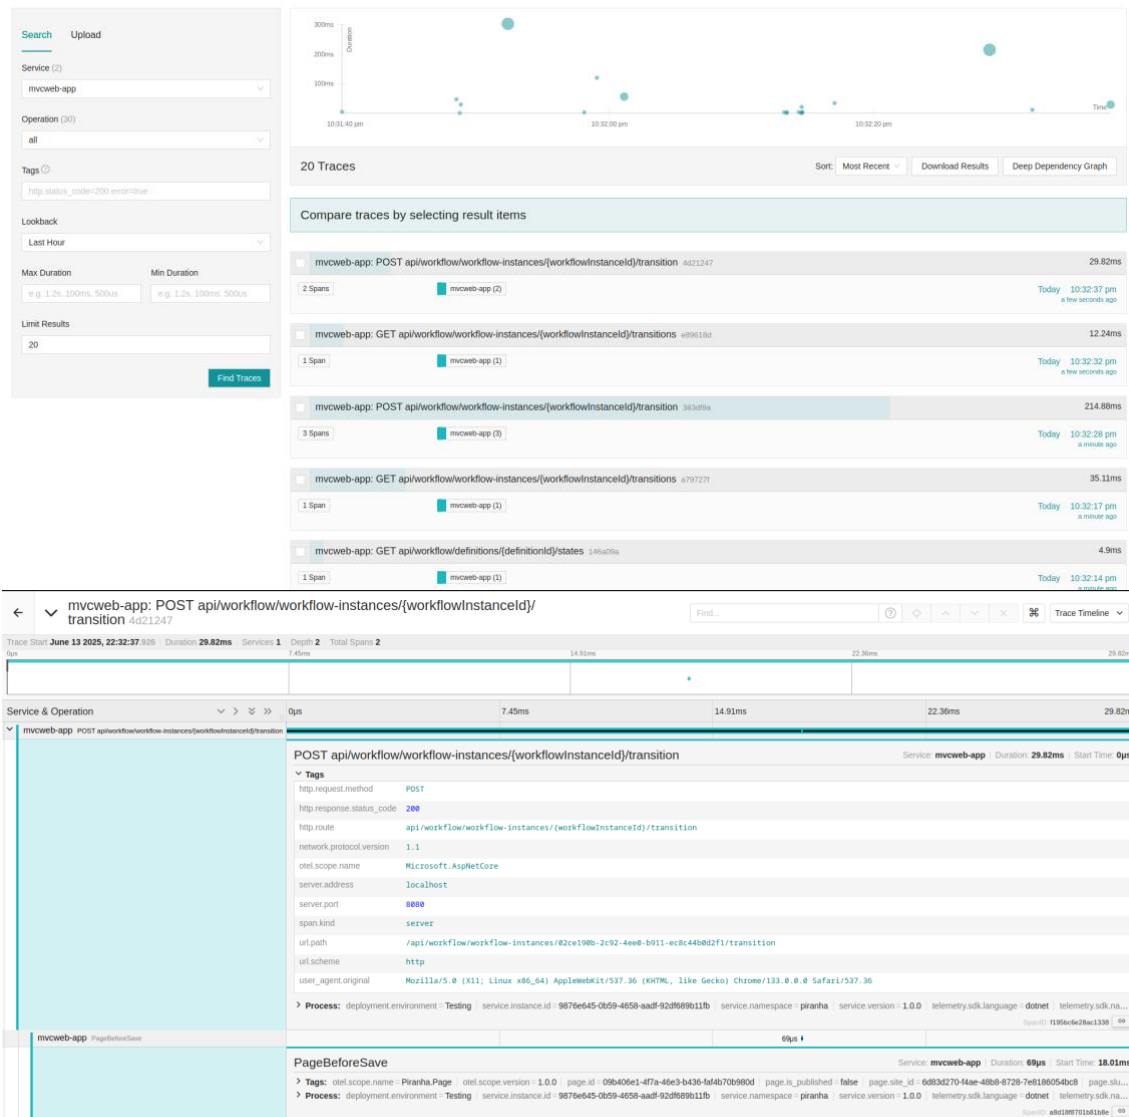 Search Upload
Service (2)
mvcweb-app
Operation (30)
all
Tags
http.status_code=200 error=true
Lookback
Last Hour
Max Duration Min Duration
e.g. 1.2s, 100ms, 500us e.g. 1.2s, 100ms, 500us
Limit Results
20
Find Traces
300ms
200ms
100ms
Duration
Time
10:31:40 pm 10:32:00 pm 10:32:20 pm
20 Traces Sort: Most Recent Download Results Deep Dependency Graph
Compare traces by selecting result items
mvcweb-app: POST api/workflow/workflow-instances/{workflowInstanceId}/transition 4d21247 29.82ms
2 Spans mvcweb-app (2) Today 10:32:37 pm
a few seconds ago
mvcweb-app: GET api/workflow/workflow-instances/{workflowInstanceId}/transitions e89618d 12.24ms
1 Span mvcweb-app (1) Today 10:32:32 pm
a few seconds ago
mvcweb-app: POST api/workflow/workflow-instances/{workflowInstanceId}/transition 383df8a 214.88ms
3 Spans mvcweb-app (3) Today 10:32:28 pm
a minute ago
mvcweb-app: GET api/workflow/workflow-instances/{workflowInstanceId}/transitions a79727f 35.11ms
1 Span mvcweb-app (1) Today 10:32:17 pm
a minute ago
mvcweb-app: GET api/workflow/definitions/{definitionId}/states 146a09a 4.9ms
1 Span mvcweb-app (1) Today 10:32:14 pm
a minute ago
mvcweb-app: POST api/workflow/workflow-instances/{workflowInstanceId}/
transition 4d21247
Find... Trace Timeline
Trace Start June 13 2025, 22:32:37.926 Duration 29.82ms Services 1 Depth 2 Total Spans 2
0μs 7.45ms 14.91ms 22.36ms 29.82m
Service & Operation 0μs 7.45ms 14.91ms 22.36ms 29.82m
mvcweb-app POST api/workflow/workflow-instances/{workflowInstanceId}/transition
POST api/workflow/workflow-instances/{workflowInstanceId}/transition Service: mvcweb-app Duration: 29.82ms Start Time: 0μs
Tags
http.request.method POST
http.response.status_code 200
http.route api/workflow/workflow-instances/{workflowInstanceId}/transition
network.protocol.version 1.1
otel.scope.name Microsoft.AspNetCore
server.address localhost
server.port 8080
span.kind server
url.path /api/workflow/workflow-instances/02ce190b-2c92-4ee0-b911-ec8c44b0d2f1/transition
url.scheme http
user_agent.original Mozilla/5.0 (X11; Linux x86_64) AppleWebKit/537.36 (KHTML, like Gecko) Chrome/133.0.0.0 Safari/537.36
Process: deployment.environment = Testing service.instance.id = 9876e645-0b59-4658-aadf-92df689b11fb service.namespace = piranha service.version = 1.0.0 telemetry.sdk.language = dotnet telemetry.sdk.na...
SpanID: f195bc6e28ac1338
mvcweb-app PageBeforeSave 69μs
PageBeforeSave Service: mvcweb-app Duration: 69μs Start Time: 18.01ms
Tags: otel.scope.name = Piranha.Page otel.scope.version = 1.0.0 page.id = 09b406e1-4f7a-46e3-b436-faf4b70b980d page.is_published = false page.site_id = 6d83d270-f4ae-48b8-8728-7e8186054bc8 page.slu...
Process: deployment.environment = Testing service.instance.id = 9876e645-0b59-4658-aadf-92df689b11fb service.namespace = piranha service.version = 1.0.0 telemetry.sdk.language = dotnet telemetry.sdk.na...
SpanID: a8d18f8701b81b8e